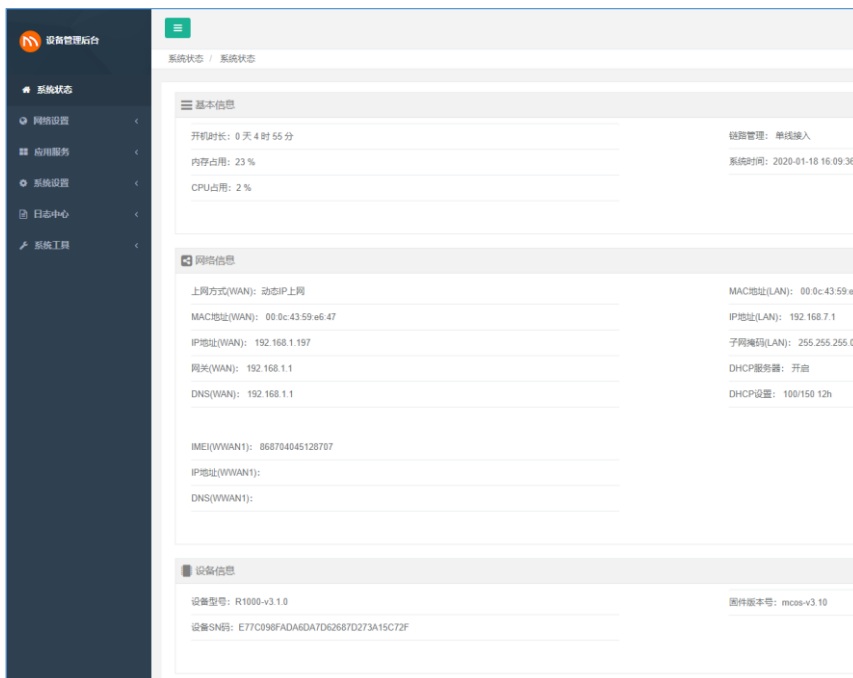 设备管理后台
系统状态 / 系统状态
系统状态
网络设置
应用服务
系统设置
日志中心
系统工具
基本信息
开机时长: 0 天 4 时 55 分
链路管理: 单线接入
内存占用: 23 %
系统时间: 2020-01-18 16:09:36
CPU占用: 2 %
网络信息
上网方式(WAN): 动态IP上网
MAC地址(LAN): 00:0c:43:59:e
MAC地址(WAN): 00:0c:43:59:e6:47
IP地址(LAN): 192.168.7.1
IP地址(WAN): 192.168.1.197
子网掩码(LAN): 255.255.255.0
网关(WAN): 192.168.1.1
DHCP服务器: 开启
DNS(WAN): 192.168.1.1
DHCP设置: 100/150 12h
IMEI(WWAN1): 868704045128707
IP地址(WWAN1):
DNS(WWAN1):
设备信息
设备型号: R1000-v3.1.0
固件版本号: mcos-v3.10
设备SN码: E77C098FADA6DA7D62687D273A15C72F